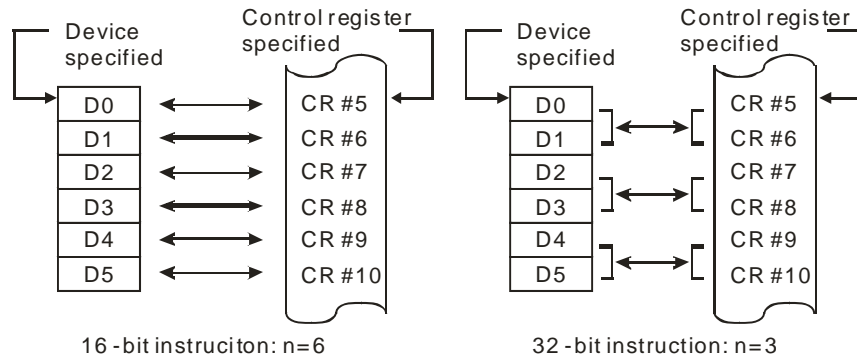 Device
specified
Control register
specified
D0
D1
D2
D3
D4
D5
CR #5
CR #6
CR #7
CR #8
CR #9
CR #10
16 -bit instruciton: n=6
Device
specified
Control register
specified
D0
D1
D2
D3
D4
D5
CR #5
CR #6
CR #7
CR #8
CR #9
CR #10
32 -bit instruction: n=3